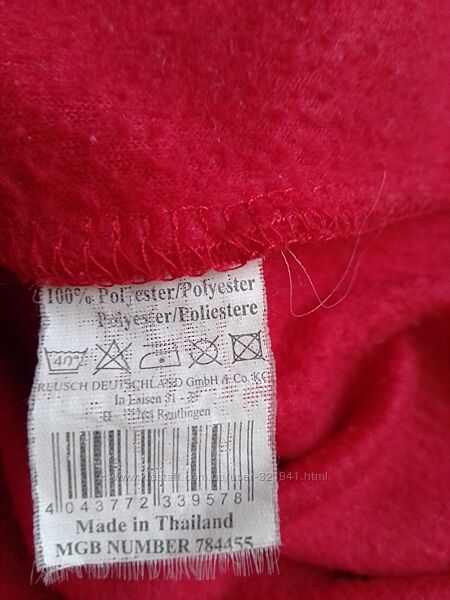 100% Polyester/Polyester
Polyester/Poliestere
40°
REUSCH DEUTSCHLAND GmbH & Co. KG
In Laisen 31 -
Reutlingen
4 043772 339578
Made in Thailand
MGB NUMBER 784455